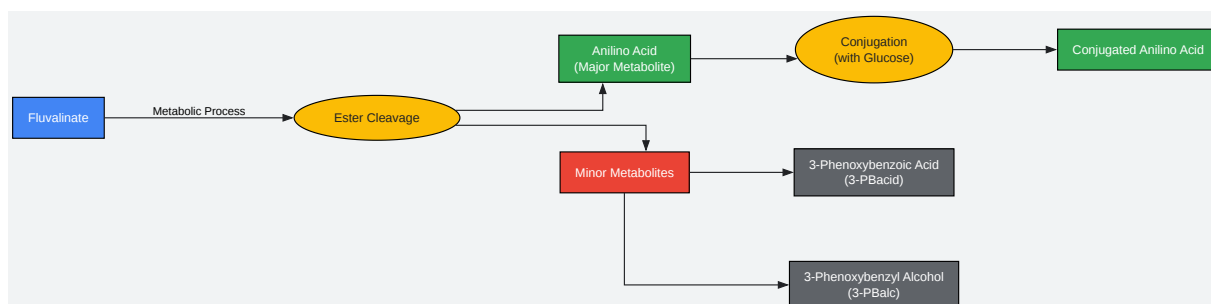 Fluvalinate
Metabolic Process
Ester Cleavage
Anilino Acid
(Major Metabolite)
Conjugation
(with Glucose)
Conjugated Anilino Acid
Minor Metabolites
3-Phenoxybenzoic Acid
(3-PBacid)
3-Phenoxybenzyl Alcohol
(3-PBalc)